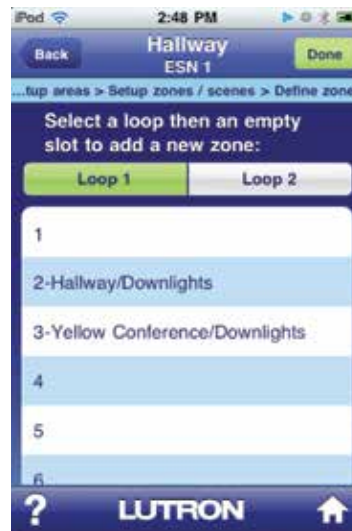 iPod 2:48 PM
Back Hallway Done
ESN 1
...tup areas > Setup zones / scenes > Define zone
Select a loop then an empty
slot to add a new zone:
Loop 1 Loop 2
1
2-Hallway/Downlights
3-Yellow Conference/Downlights
4
5
6
? LUTRON